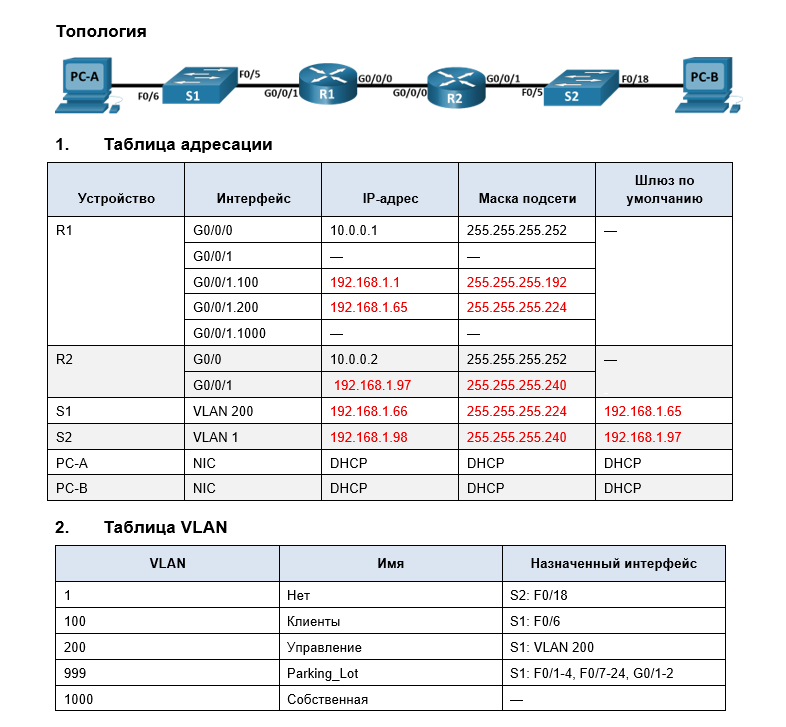 Топология
PC-A
F0/6
S1
F0/5
G0/0/1
R1
G0/0/0
G0/0/0
R2
G0/0/1
F0/5
S2
F0/18
PC-B
1. Таблица адресации
Устройство Интерфейс IP-адрес Маска подсети Шлюз по
умолчанию
R1 G0/0/0 10.0.0.1 255.255.255.252 —
G0/0/1 — —
G0/0/1.100 192.168.1.1 255.255.255.192
G0/0/1.200 192.168.1.65 255.255.255.224
G0/0/1.1000 — —
R2 G0/0 10.0.0.2 255.255.255.252 —
G0/0/1 192.168.1.97 255.255.255.240
S1 VLAN 200 192.168.1.66 255.255.255.224 192.168.1.65
S2 VLAN 1 192.168.1.98 255.255.255.240 192.168.1.97
PC-A NIC DHCP DHCP DHCP
PC-B NIC DHCP DHCP DHCP
2. Таблица VLAN
VLAN Имя Назначенный интерфейс
1 Нет S2: F0/18
100 Клиенты S1: F0/6
200 Управление S1: VLAN 200
999 Parking_Lot S1: F0/1-4, F0/7-24, G0/1-2
1000 Собственная —